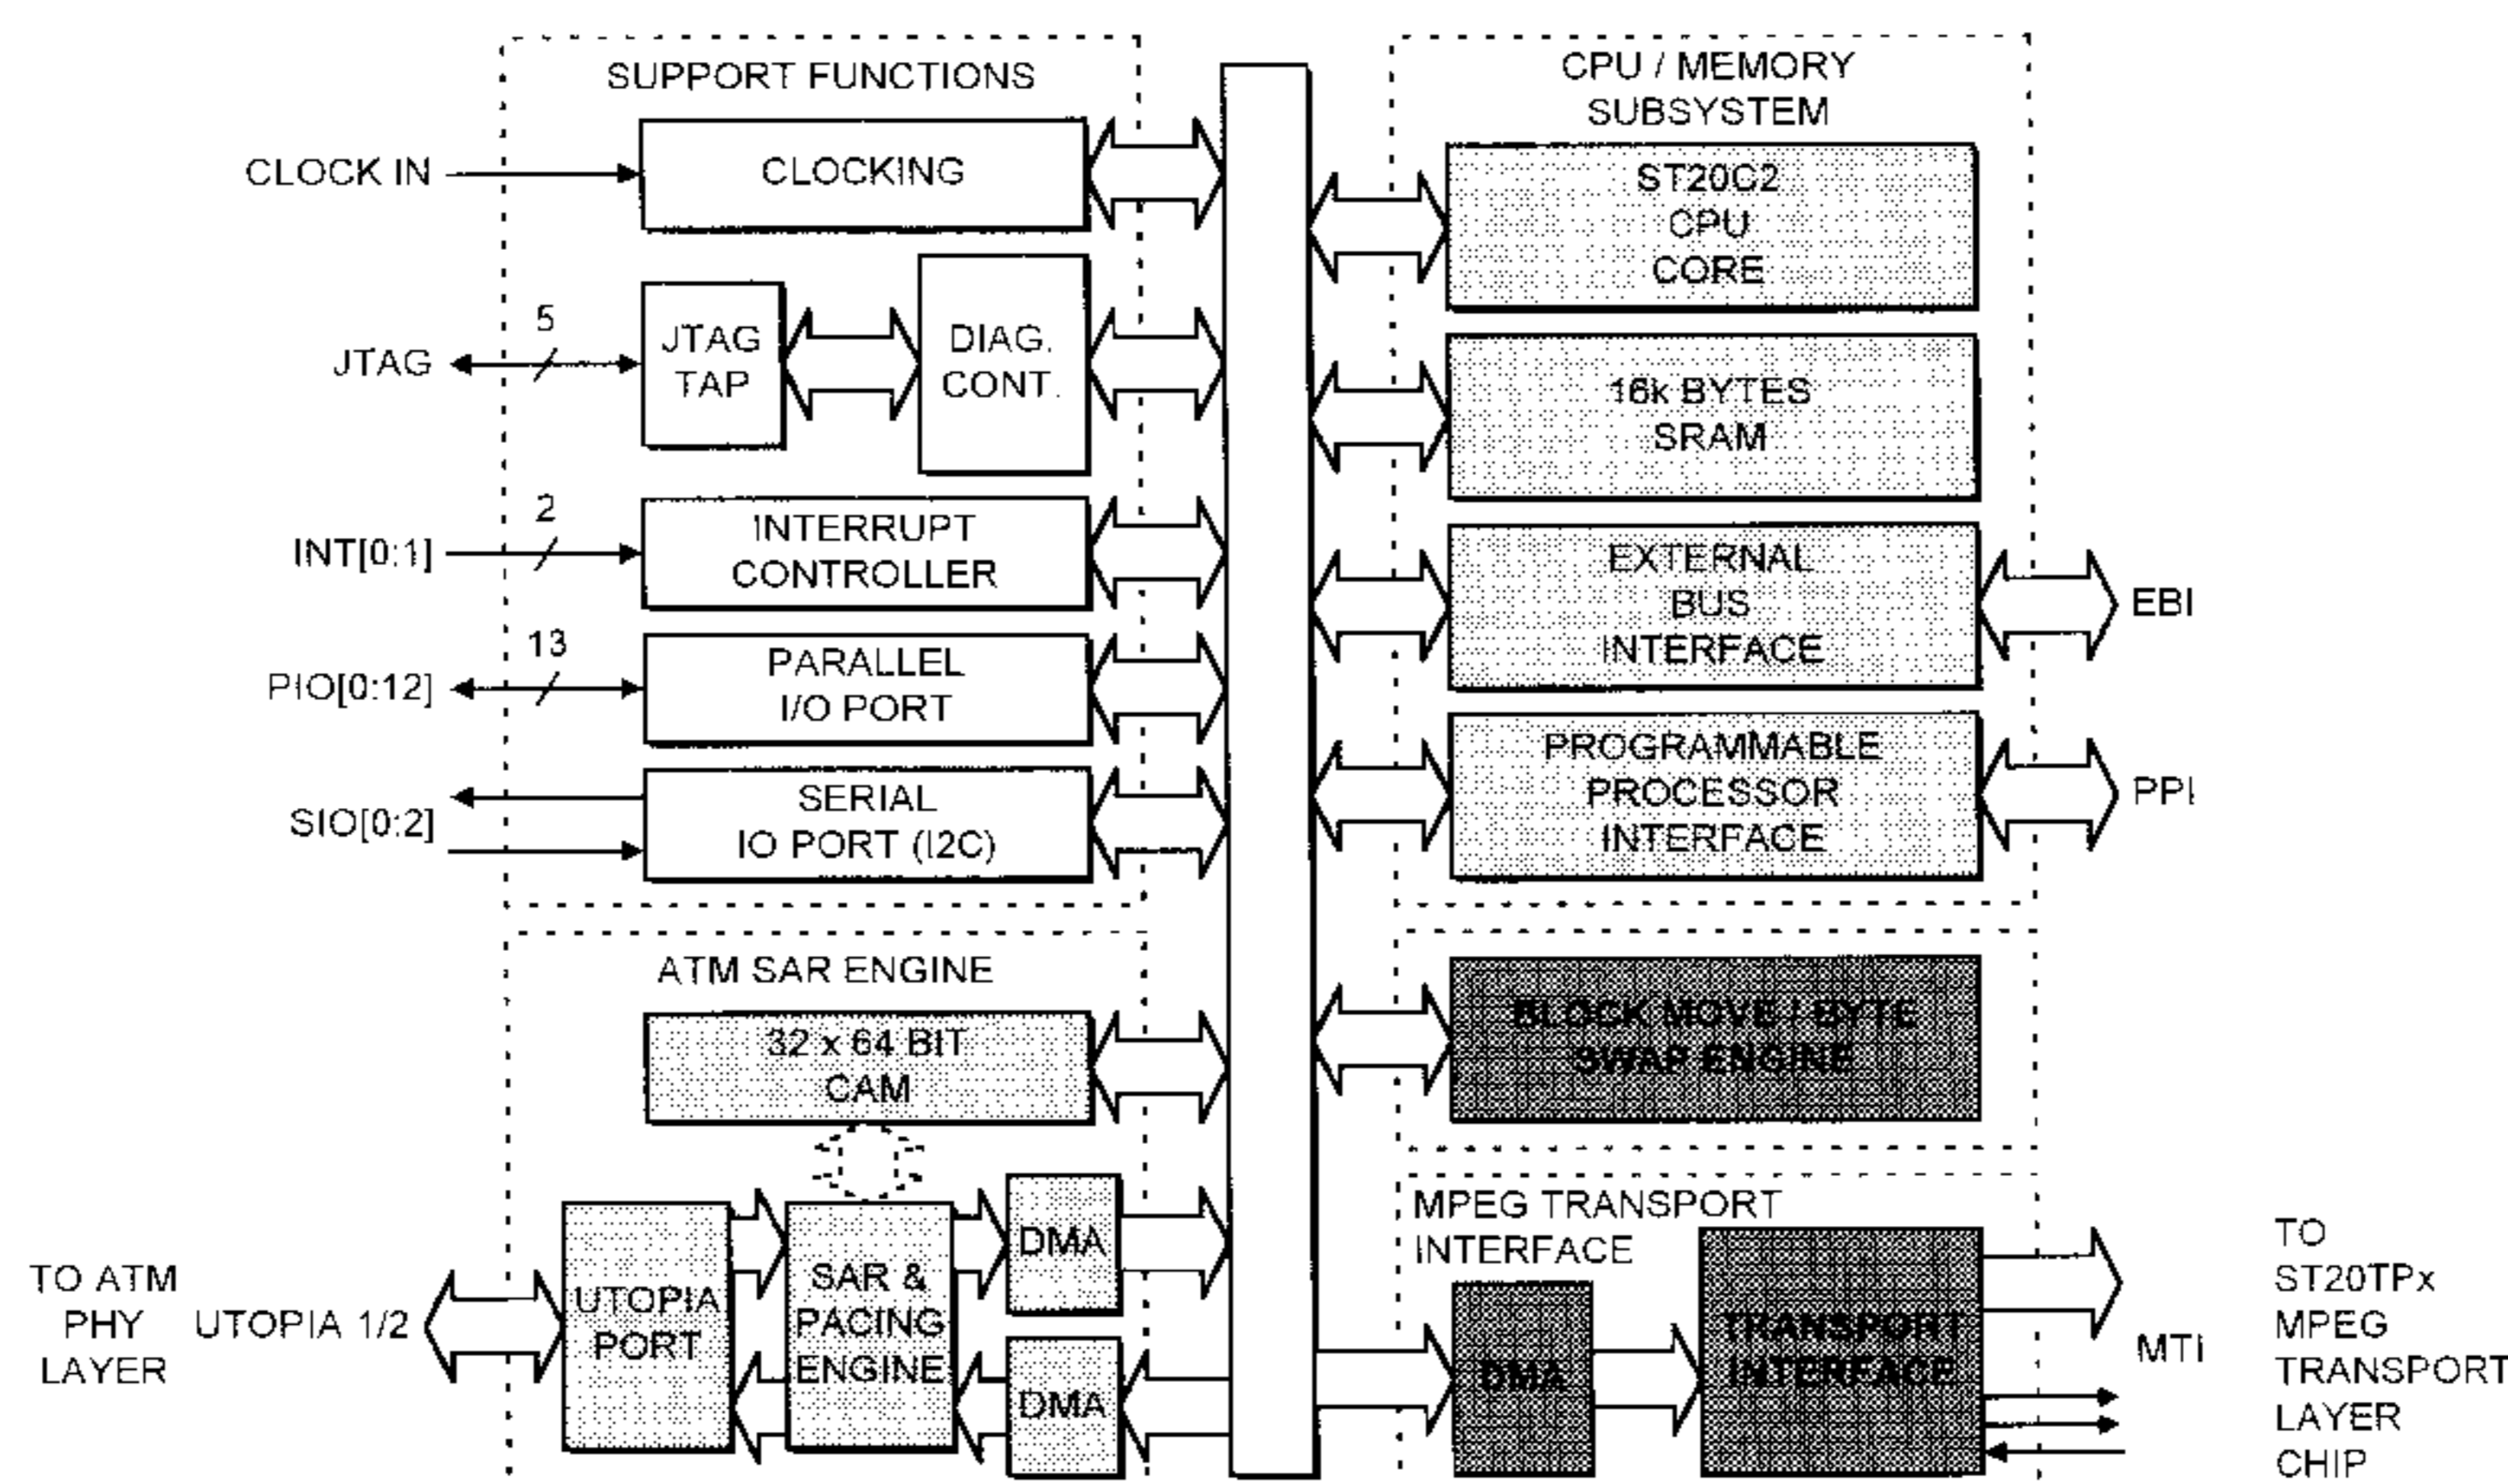 SUPPORT FUNCTIONS
CLOCK IN
CLOCKING
JTAG
5
JTAG
TAP
DIAG.
CONT.
INT[0:1]
2
INTERRUPT
CONTROLLER
PIO[0:12]
13
PARALLEL
I/O PORT
SIO[0:2]
SERIAL
IO PORT (I2C)
CPU / MEMORY
SUBSYSTEM
ST20C2
CPU
CORE
16k BYTES
SRAM
EXTERNAL
BUS
INTERFACE
EBI
PROGRAMMABLE
PROCESSOR
INTERFACE
PPI
ATM SAR ENGINE
32 x 64 BIT
CAM
TO ATM
PHY
LAYER
UTOPIA 1/2
UTOPIA
PORT
SAR &
PACING
ENGINE
DMA
DMA
BLOCK MOVE / BYTE
SWAP ENGINE
MPEG TRANSPORT
INTERFACE
DMA
TRANSPORT
INTERFACE
MTI
TO
ST20TPx
MPEG
TRANSPORT
LAYER
CHIP